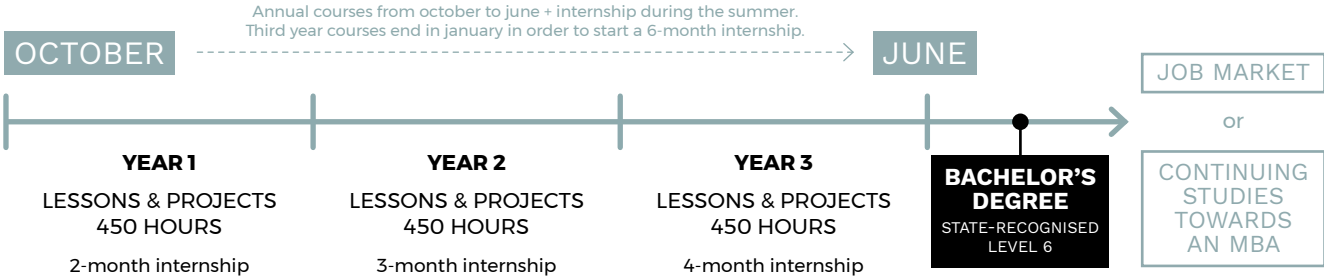 Annual courses from october to june + internship during the summer.
Third year courses end in january in order to start a 6-month internship.
OCTOBER
JUNE
JOB MARKET
or
CONTINUING
STUDIES
TOWARDS
AN MBA
YEAR 1
LESSONS & PROJECTS
450 HOURS
2-month internship
YEAR 2
LESSONS & PROJECTS
450 HOURS
3-month internship
YEAR 3
LESSONS & PROJECTS
450 HOURS
4-month internship
BACHELOR'S
DEGREE
STATE-RECOGNISED
LEVEL 6